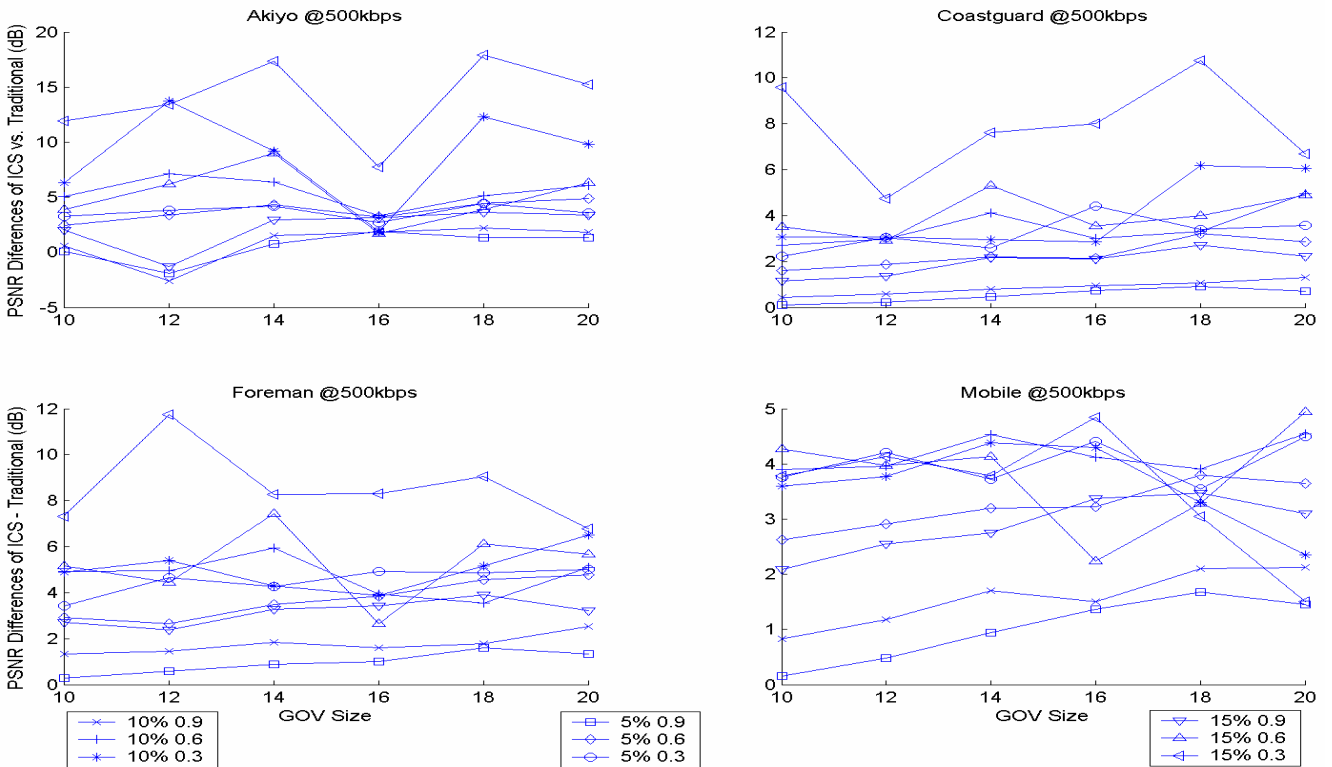 Akiyo @500kbps
PSNR Diferences of ICS vs. Traditional (dB)
20
15
10
5
0
-5
10 12 14 16 18 20
Coastguard @500kbps
12
10
8
6
4
2
0
10 12 14 16 18 20
Foreman @500kbps
PSNR Differences of ICS - Traditional (dB)
12
10
8
6
4
2
0
10 12 14 16 18 20
GOV Size
Mobile @500kbps
5
4
3
2
1
0
10 12 14 16 18 20
GOV Size
10% 0.9
10% 0.6
10% 0.3
5% 0.9
5% 0.6
5% 0.3
15% 0.9
15% 0.6
15% 0.3